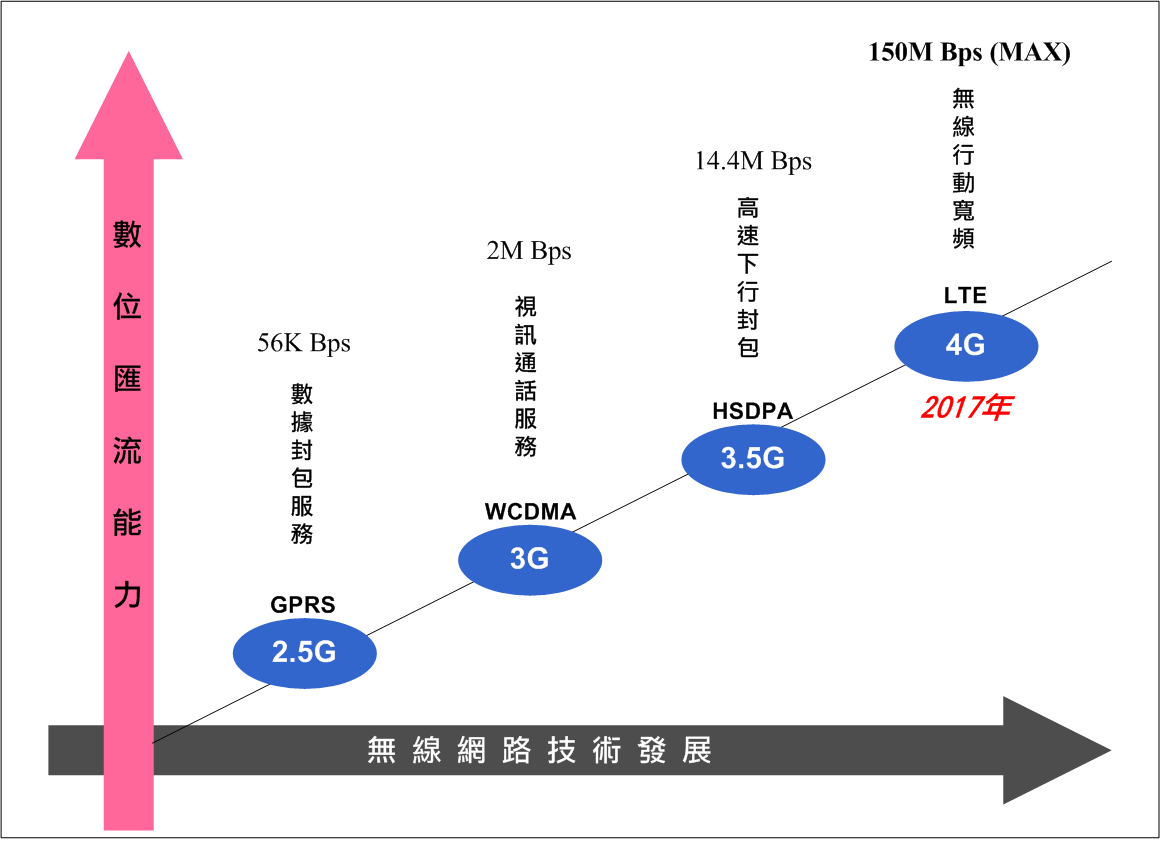 150M Bps (MAX)
無線行動寬頻
LTE
4G
2017年
14.4M Bps
高速下行封包
HSDPA
3.5G
2M Bps
視訊通話服務
WCDMA
3G
56K Bps
數據封包服務
GPRS
2.5G
數位匯流能力
無線網路技術發展